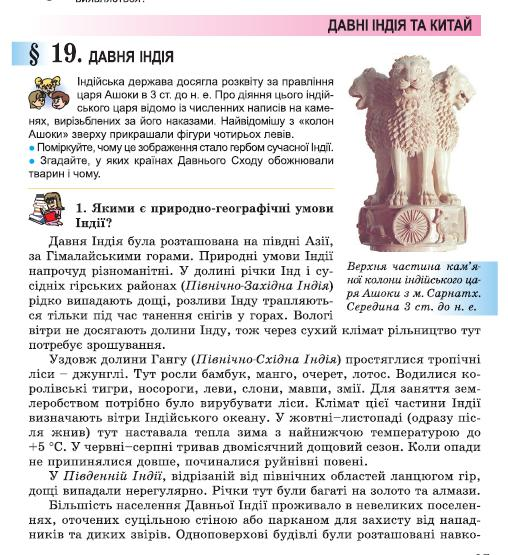 ДАВНІ ІНДІЯ ТА КИТАЙ
§ 19. ДАВНЯ ІНДІЯ
Індійська держава досягла розквіту за правління
царя Ашоки в 3 ст. до н. е. Про діяння цього індій-
ського царя відомо із численних написів на каме-
нях, вирізьблених за його наказами. Найвідомішу з «колон
Ашоки» зверху прикрашали фігури чотирьох левів.
● Поміркуйте, чому це зображення стало гербом сучасної Індії.
● Згадайте, у яких країнах Давнього Сходу обожнювали
тварин і чому.
1. Якими є природно-географічні умови
Індії?
Давня Індія була розташована на півдні Азії,
за Гімалайськими горами. Природні умови Індії
напрочуд різноманітні. У долині річки Інд і су-
сідніх гірських районах (Північно-Західна Індія)
рідко випадають дощі, розливи Інду трапляють-
ся тільки під час танення снігів у горах. Вологі
вітри не досягають долини Інду, тож через сухий клімат рільництво тут
потребує зрошування.
Верхня частина кам’я-
ної колони індійського ца-
ря Ашоки з м. Сарнатх.
Середина 3 ст. до н. е.
Уздовж долини Гангу (Північно-Східна Індія) простяглися тропічні
ліси – джунглі. Тут росли бамбук, манго, очерет, лотос. Водилися ко-
ролівські тигри, носороги, леви, слони, мавпи, змії. Для заняття зем-
леробством потрібно було вирубувати ліси. Клімат цієї частини Індії
визначають вітри Індійського океану. У жовтні–листопаді (одразу піс-
ля жнив) тут наставала тепла зима з найнижчою температурою до
+5 °С. У червні–серпні тривав двомісячний дощовий сезон. Коли опади
не припинялися довше, починалися руйнівні повені.
У Південній Індії, відрізаній від північних областей ланцюгом гір,
дощі випадали нерегулярно. Річки тут були багаті на золото та алмази.
Більшість населення Давньої Індії проживало в невеликих поселен-
нях, оточених суцільною стіною або парканом для захисту від напад-
ників та диких звірів. Одноповерхові будівлі були розташовані навко-